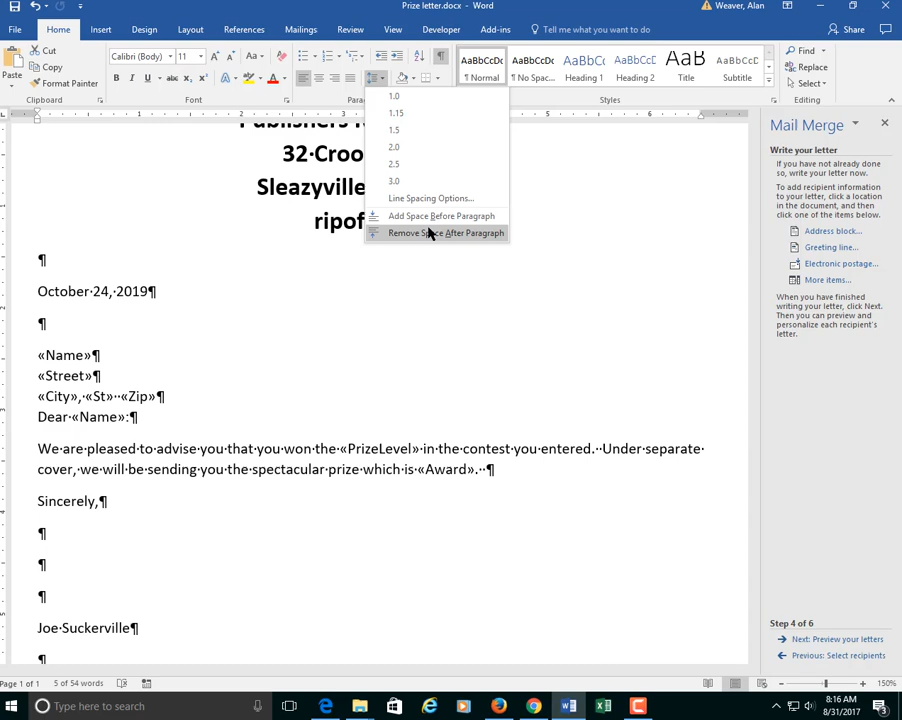 Prize letter.docx - Word
Weaver, Alan
File Home Insert Design Layout References Mailings Review View Developer Add-ins Tell me what you want to do Share
Paste
Cut
Copy
Format Painter
Clipboard
Calibri (Body) 11
Font
AaBbCcDc AaBbCcDc AaBbCc AaBbCc AaB AaBbCcD
¶ Normal ¶ No Spac... Heading 1 Heading 2 Title Subtitle
Styles
Find
Replace
Select
Editing
1.0
1.15
1.5
2.0
2.5
3.0
Line Spacing Options...
Add Space Before Paragraph
Remove Space After Paragraph
32·Croo
Sleazyville
ripof
¶
October·24,·2019¶
¶
«Name»¶
«Street»¶
«City»,·«St»··«Zip»¶
Dear·«Name»:¶
We·are·pleased·to·advise·you·that·you·won·the·«PrizeLevel»·in·the·contest·you·entered.··Under·separate·
cover,·we·will·be·sending·you·the·spectacular·prize·which·is·«Award».··¶
Sincerely,¶
¶
¶
¶
Joe·Suckerville¶
¶
Mail Merge
Write your letter
If you have not already done
so, write your letter now.
To add recipient information
to your letter, click a location
in the document, and then
click one of the items below.
Address block...
Greeting line...
Electronic postage...
More items...
When you have finished
writing your letter, click Next.
Then you can preview and
personalize each recipient's
letter.
Step 4 of 6
Next: Preview your letters
Previous: Select recipients
Page 1 of 1 5 of 54 words 150%
Type here to search
8:16 AM
8/31/2017